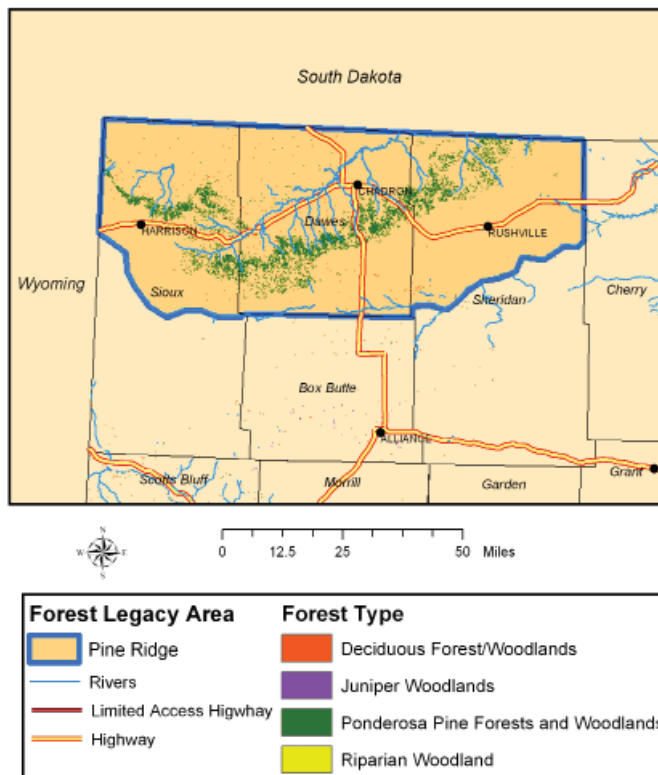 South Dakota
CHADRON
Dawes
HARRISON
RUSHVILLE
Wyoming
Sioux
Sheridan
Cherry
Box Butte
ALLIANCE
Scotts Bluff
Morrill
Garden
Grant
N
W E
S
0 12.5 28 50 Miles
Forest Legacy Area
Pine Ridge
Rivers
Limited Access Higwhay
Highway
Forest Type
Deciduous Forest/Woodlands
Juniper Woodlands
Ponderosa Pine Forests and Woodlands
Riparian Woodland